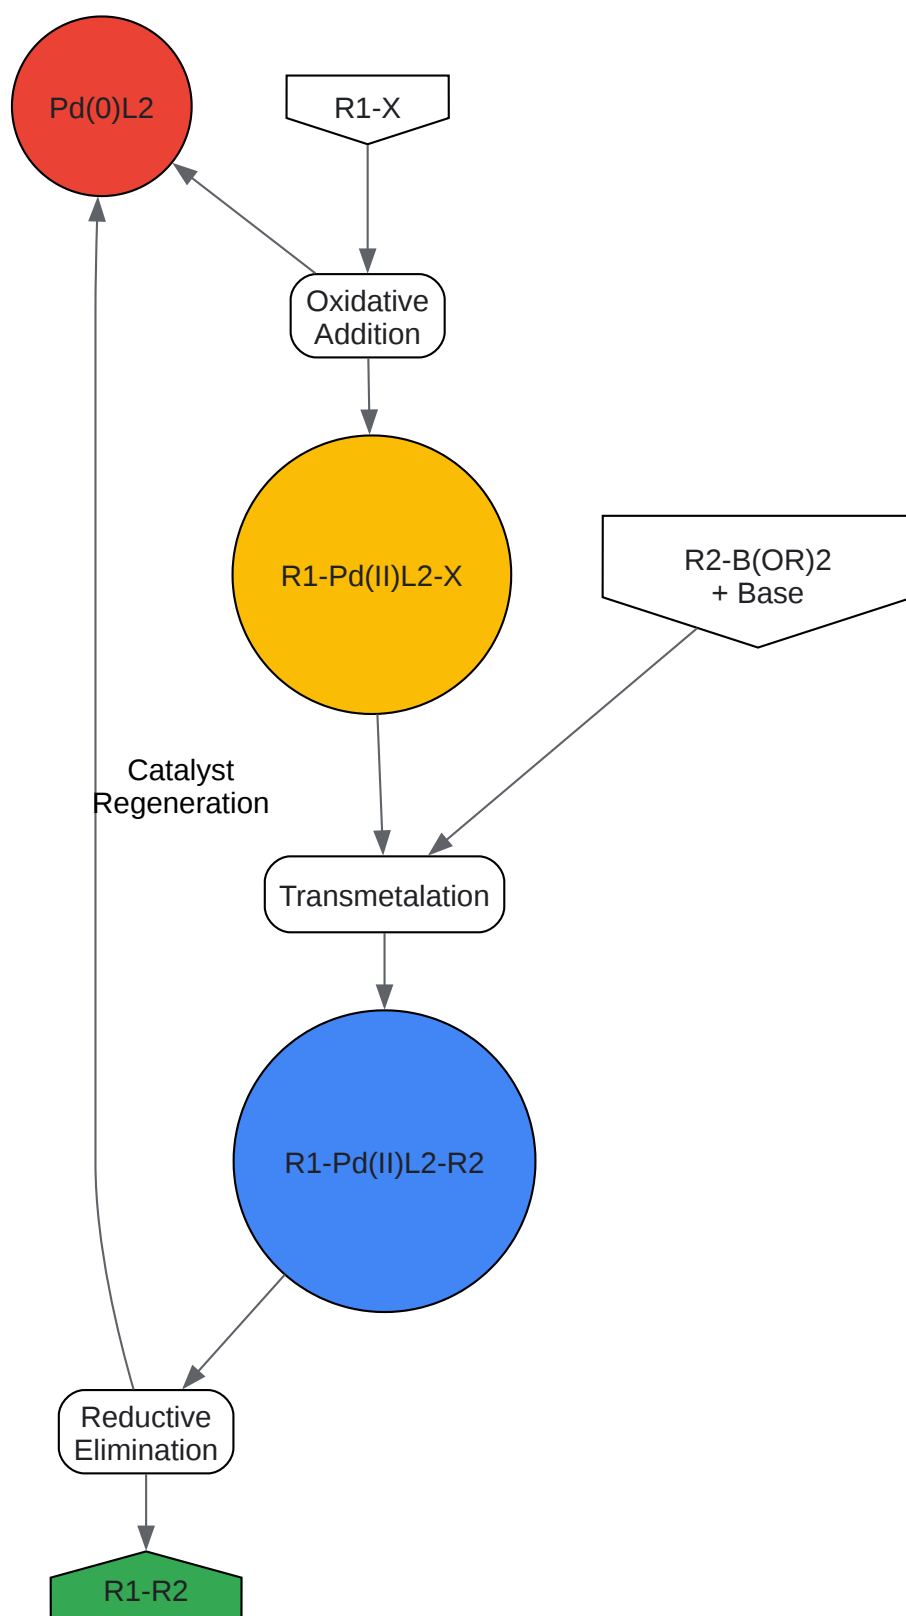 Pd(0)L2
R1-X
Oxidative
Addition
R1-Pd(II)L2-X
R2-B(OR)2
+ Base
Catalyst
Regeneration
Transmetalation
R1-Pd(II)L2-R2
Reductive
Elimination
R1-R2